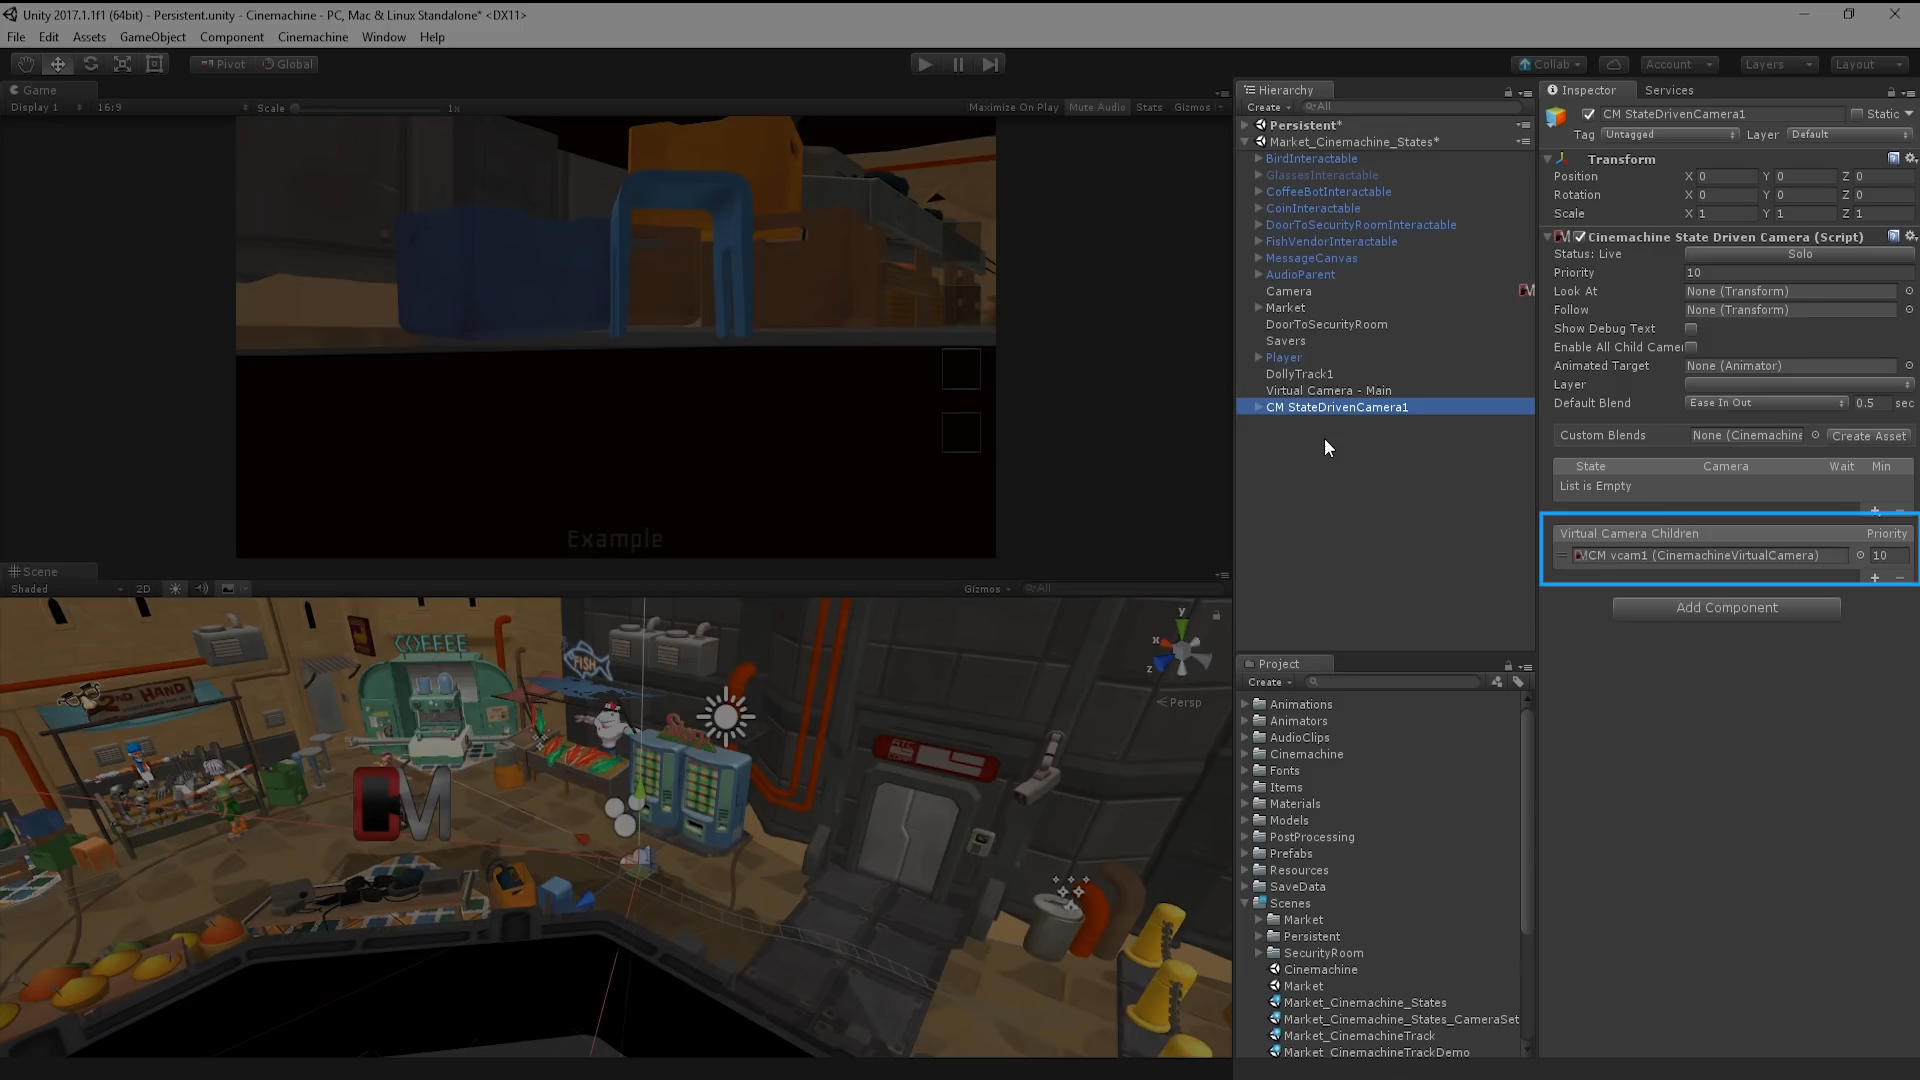 Unity 2017.1.1f1 (64bit) - Persistent.unity - Cinemachine - PC, Mac & Linux Standalone* <DX11>
File Edit Assets GameObject Component Cinemachine Window Help
Pivot Global Collab Account Layers Layout
Game
Display 1 16:9 Scale 1x Maximize On Play Mute Audio Stats Gizmos
Example
Scene
Shaded 2D Gizmos All
COFFEE
FISH
2ND HAND
CM
y
x
z
Persp
Hierarchy
Create All
Persistent*
Market_Cinemachine_States*
BirdInteractable
GlassesInteractable
CoffeeBotInteractable
CoinInteractable
DoorToSecurityRoomInteractable
FishVendorInteractable
MessageCanvas
AudioParent
Camera
Market
DoorToSecurityRoom
Savers
Player
DollyTrack1
Virtual Camera - Main
CM StateDrivenCamera1
Project
Create
Animations
Animators
AudioClips
Cinemachine
Fonts
Items
Materials
Models
PostProcessing
Prefabs
Resources
SaveData
Scenes
Market
Persistent
SecurityRoom
Cinemachine
Market
Market_Cinemachine_States
Market_Cinemachine_States_CameraSet
Market_CinemachineTrack
Market_CinemachineTrackDemo
Inspector Services
CM StateDrivenCamera1 Static
Tag Untagged Layer Default
Transform
Position X 0 Y 0 Z 0
Rotation X 0 Y 0 Z 0
Scale X 1 Y 1 Z 1
Cinemachine State Driven Camera (Script)
Status: Live Solo
Priority 10
Look At None (Transform)
Follow None (Transform)
Show Debug Text
Enable All Child Camer
Animated Target None (Animator)
Layer
Default Blend Ease In Out 0.5 sec
Custom Blends None (Cinemachine Create Asset
State Camera Wait Min
List is Empty
Virtual Camera Children Priority
CM vcam1 (CinemachineVirtualCamera) 10
Add Component